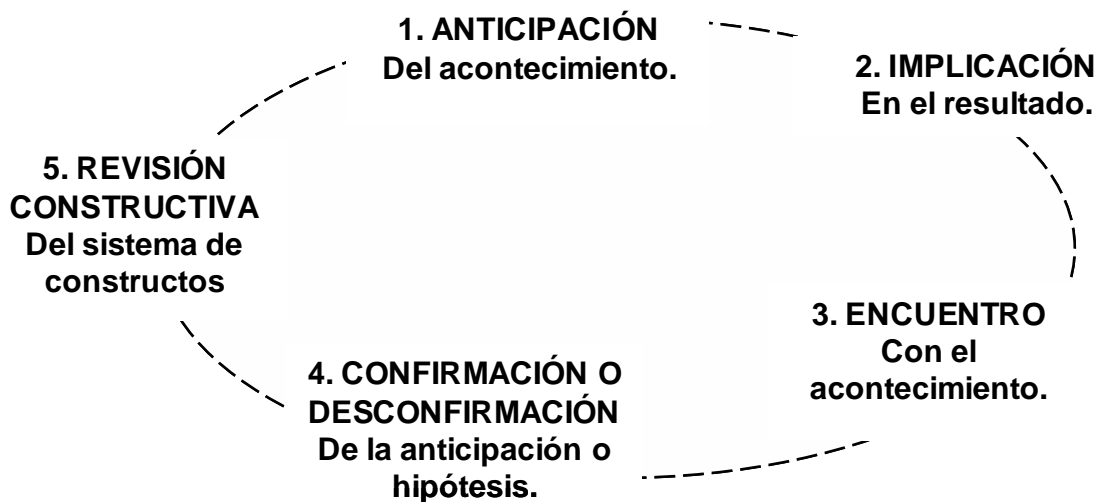 1. ANTICIPACIÓN
Del acontecimiento.
2. IMPLICACIÓN
En el resultado.
3. ENCUENTRO
Con el
acontecimiento.
4. CONFIRMACIÓN O
DESCONFIRMACIÓN
De la anticipación o
hipótesis.
5. REVISIÓN
CONSTRUCTIVA
Del sistema de
constructos